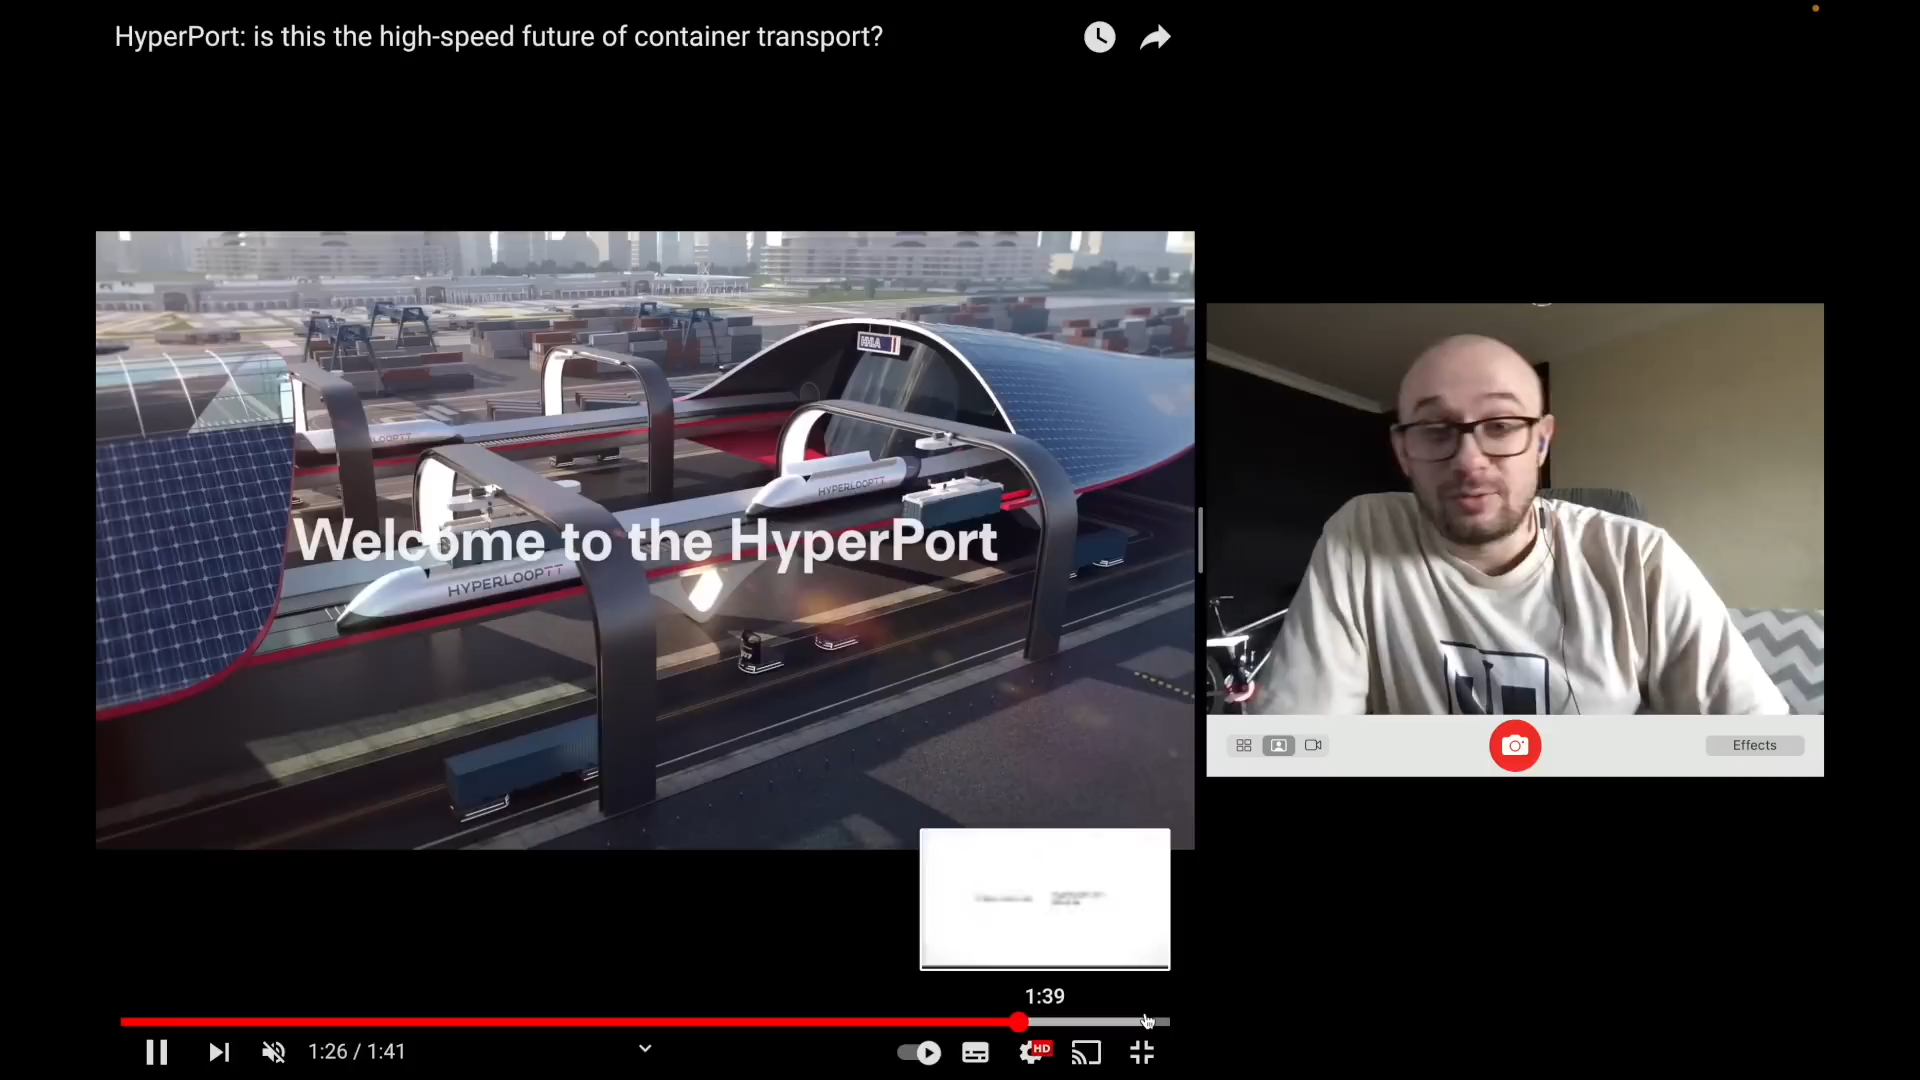 HyperPort: is this the high-speed future of container transport?
HHLA
HYPERLOOPTT
Welcome to the HyperPort
HYPERLOOPTT
1:39
1:26 / 1:41
HD
Effects